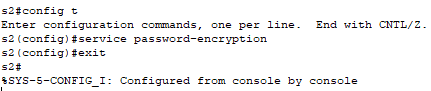 s2#config t
Enter configuration commands, one per line.  End with CNTL/Z.
s2(config)#service password-encryption
s2(config)#exit
s2#
%SYS-5-CONFIG_I: Configured from console by console